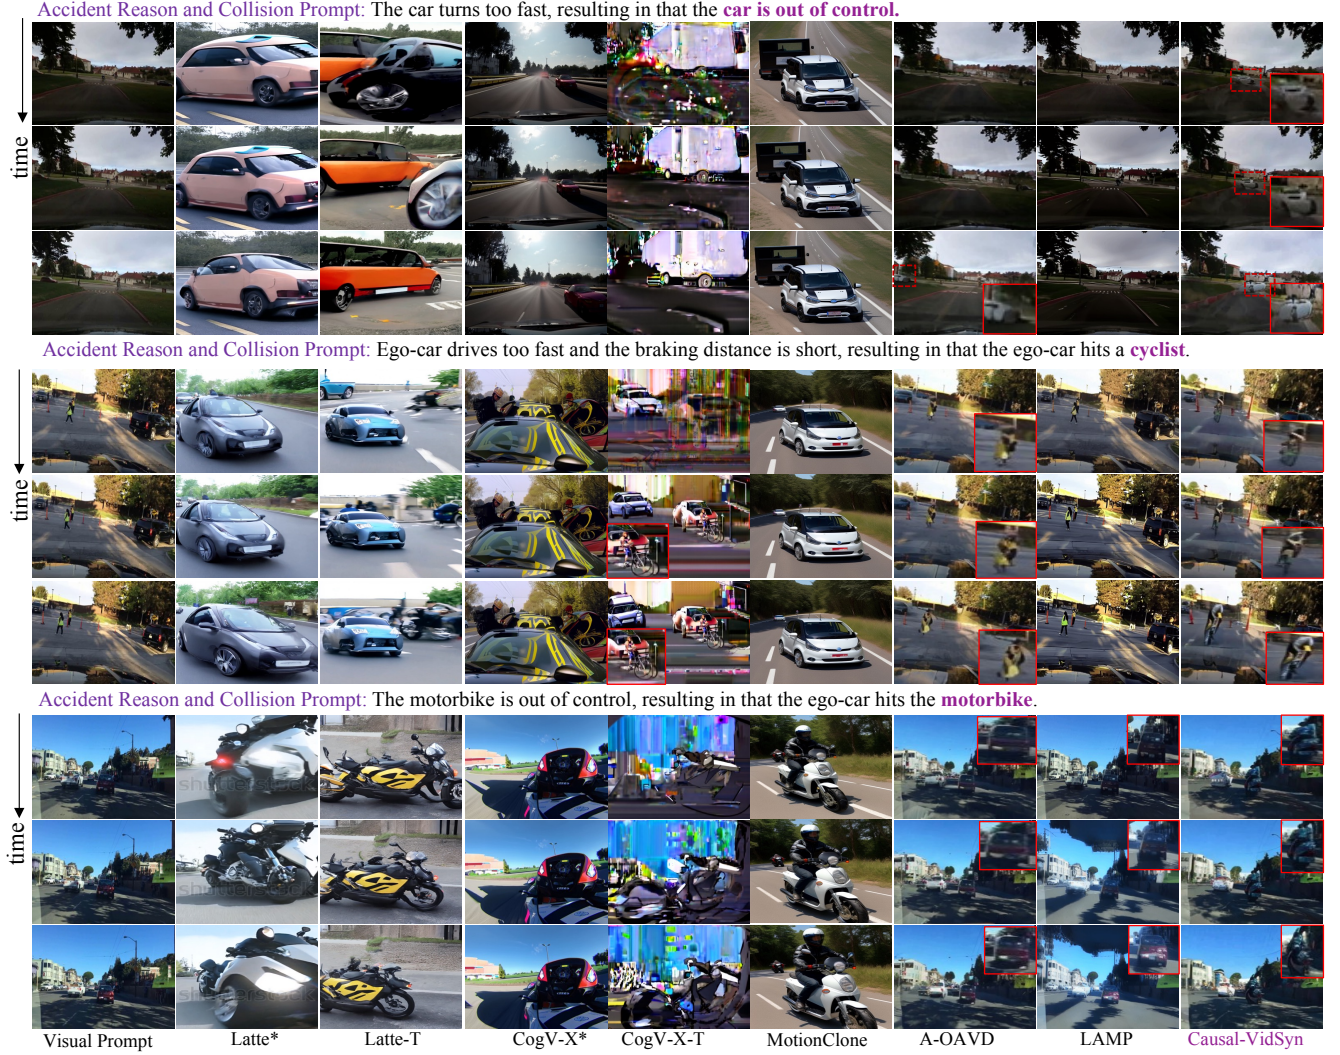 Accident Reason and Collision Prompt: The car turns too fast, resulting in that the car is out of control.
time
Accident Reason and Collision Prompt: Ego-car drives too fast and the braking distance is short, resulting in that the ego-car hits a cyclist.
time
Accident Reason and Collision Prompt: The motorbike is out of control, resulting in that the ego-car hits the motorbike.
time
shutterstock
shutterstock
shutterstock
Visual Prompt Latte* Latte-T CogV-X* CogV-X-T MotionClone A-OAVD LAMP Causal-VidSyn